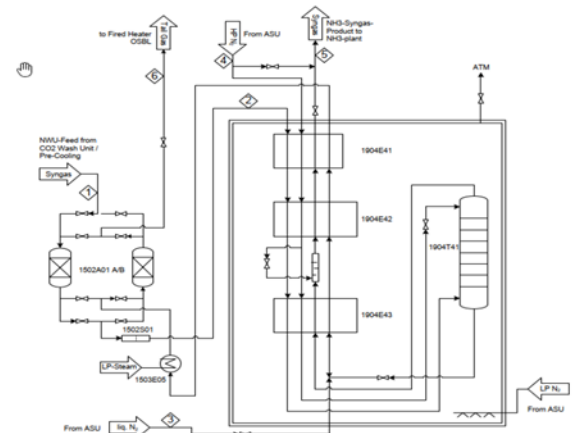 to Fired Heater
OSBL
Tail Gas
HP N₂
From ASU
Syngas
NH3-Syngas-
Product to
NH3-plant
4
5
6
2
ATM
NWU-Feed from
CO2 Wash Unit /
Pre-Cooling
Syngas
1
1904E41
1904E42
1904T41
1502A01 A/B
1904E43
1502S01
LP-Steam
1503E05
LP N₂
From ASU
3
From ASU
liq. N₂